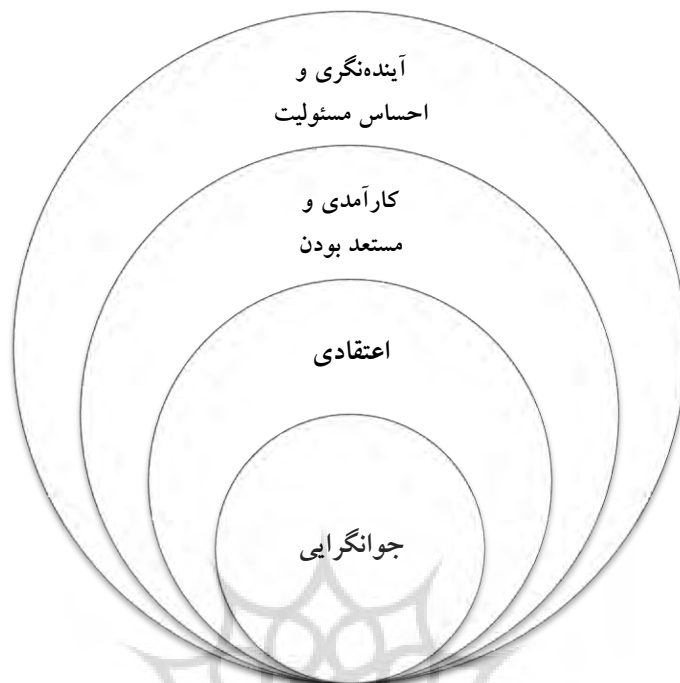 آینده‌نگری و
احساس مسئولیت
کارآمدی و
مستعد بودن
اعتقادی
جوانگرایی